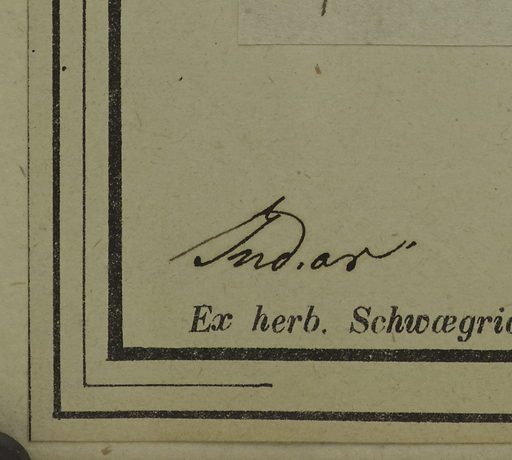 Ind. or.
Ex herb. Schwægric